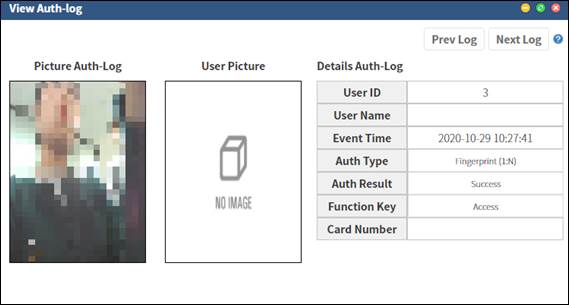 View Auth-log
Prev Log
Next Log
?
Picture Auth-Log
User Picture
Details Auth-Log
NO IMAGE
User ID 3
User Name
Event Time 2020-10-29 10:27:41
Auth Type Fingerprint (1:N)
Auth Result Success
Function Key Access
Card Number